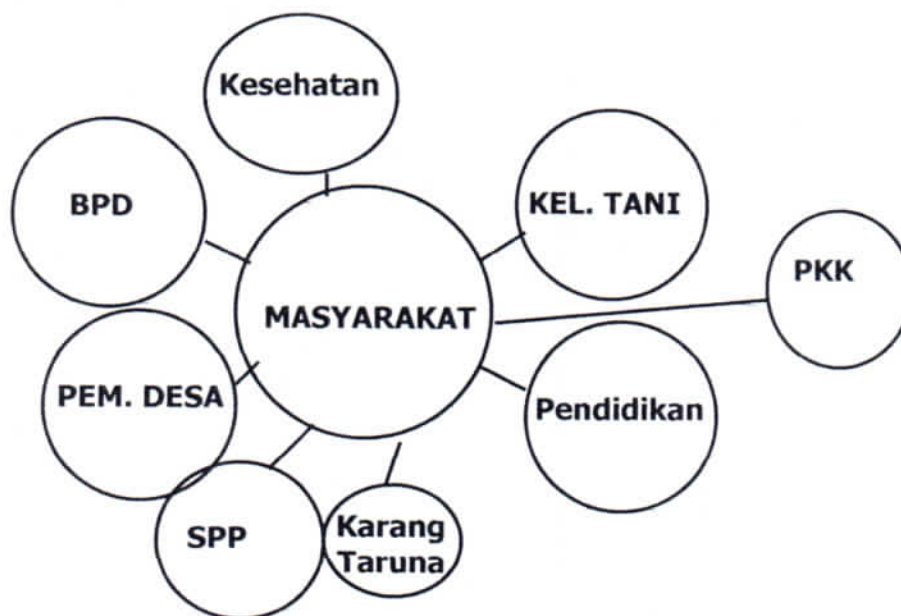 Kesehatan
BPD
KEL. TANI
PKK
MASYARAKAT
PEM. DESA
Pendidikan
SPP
Karang
Taruna